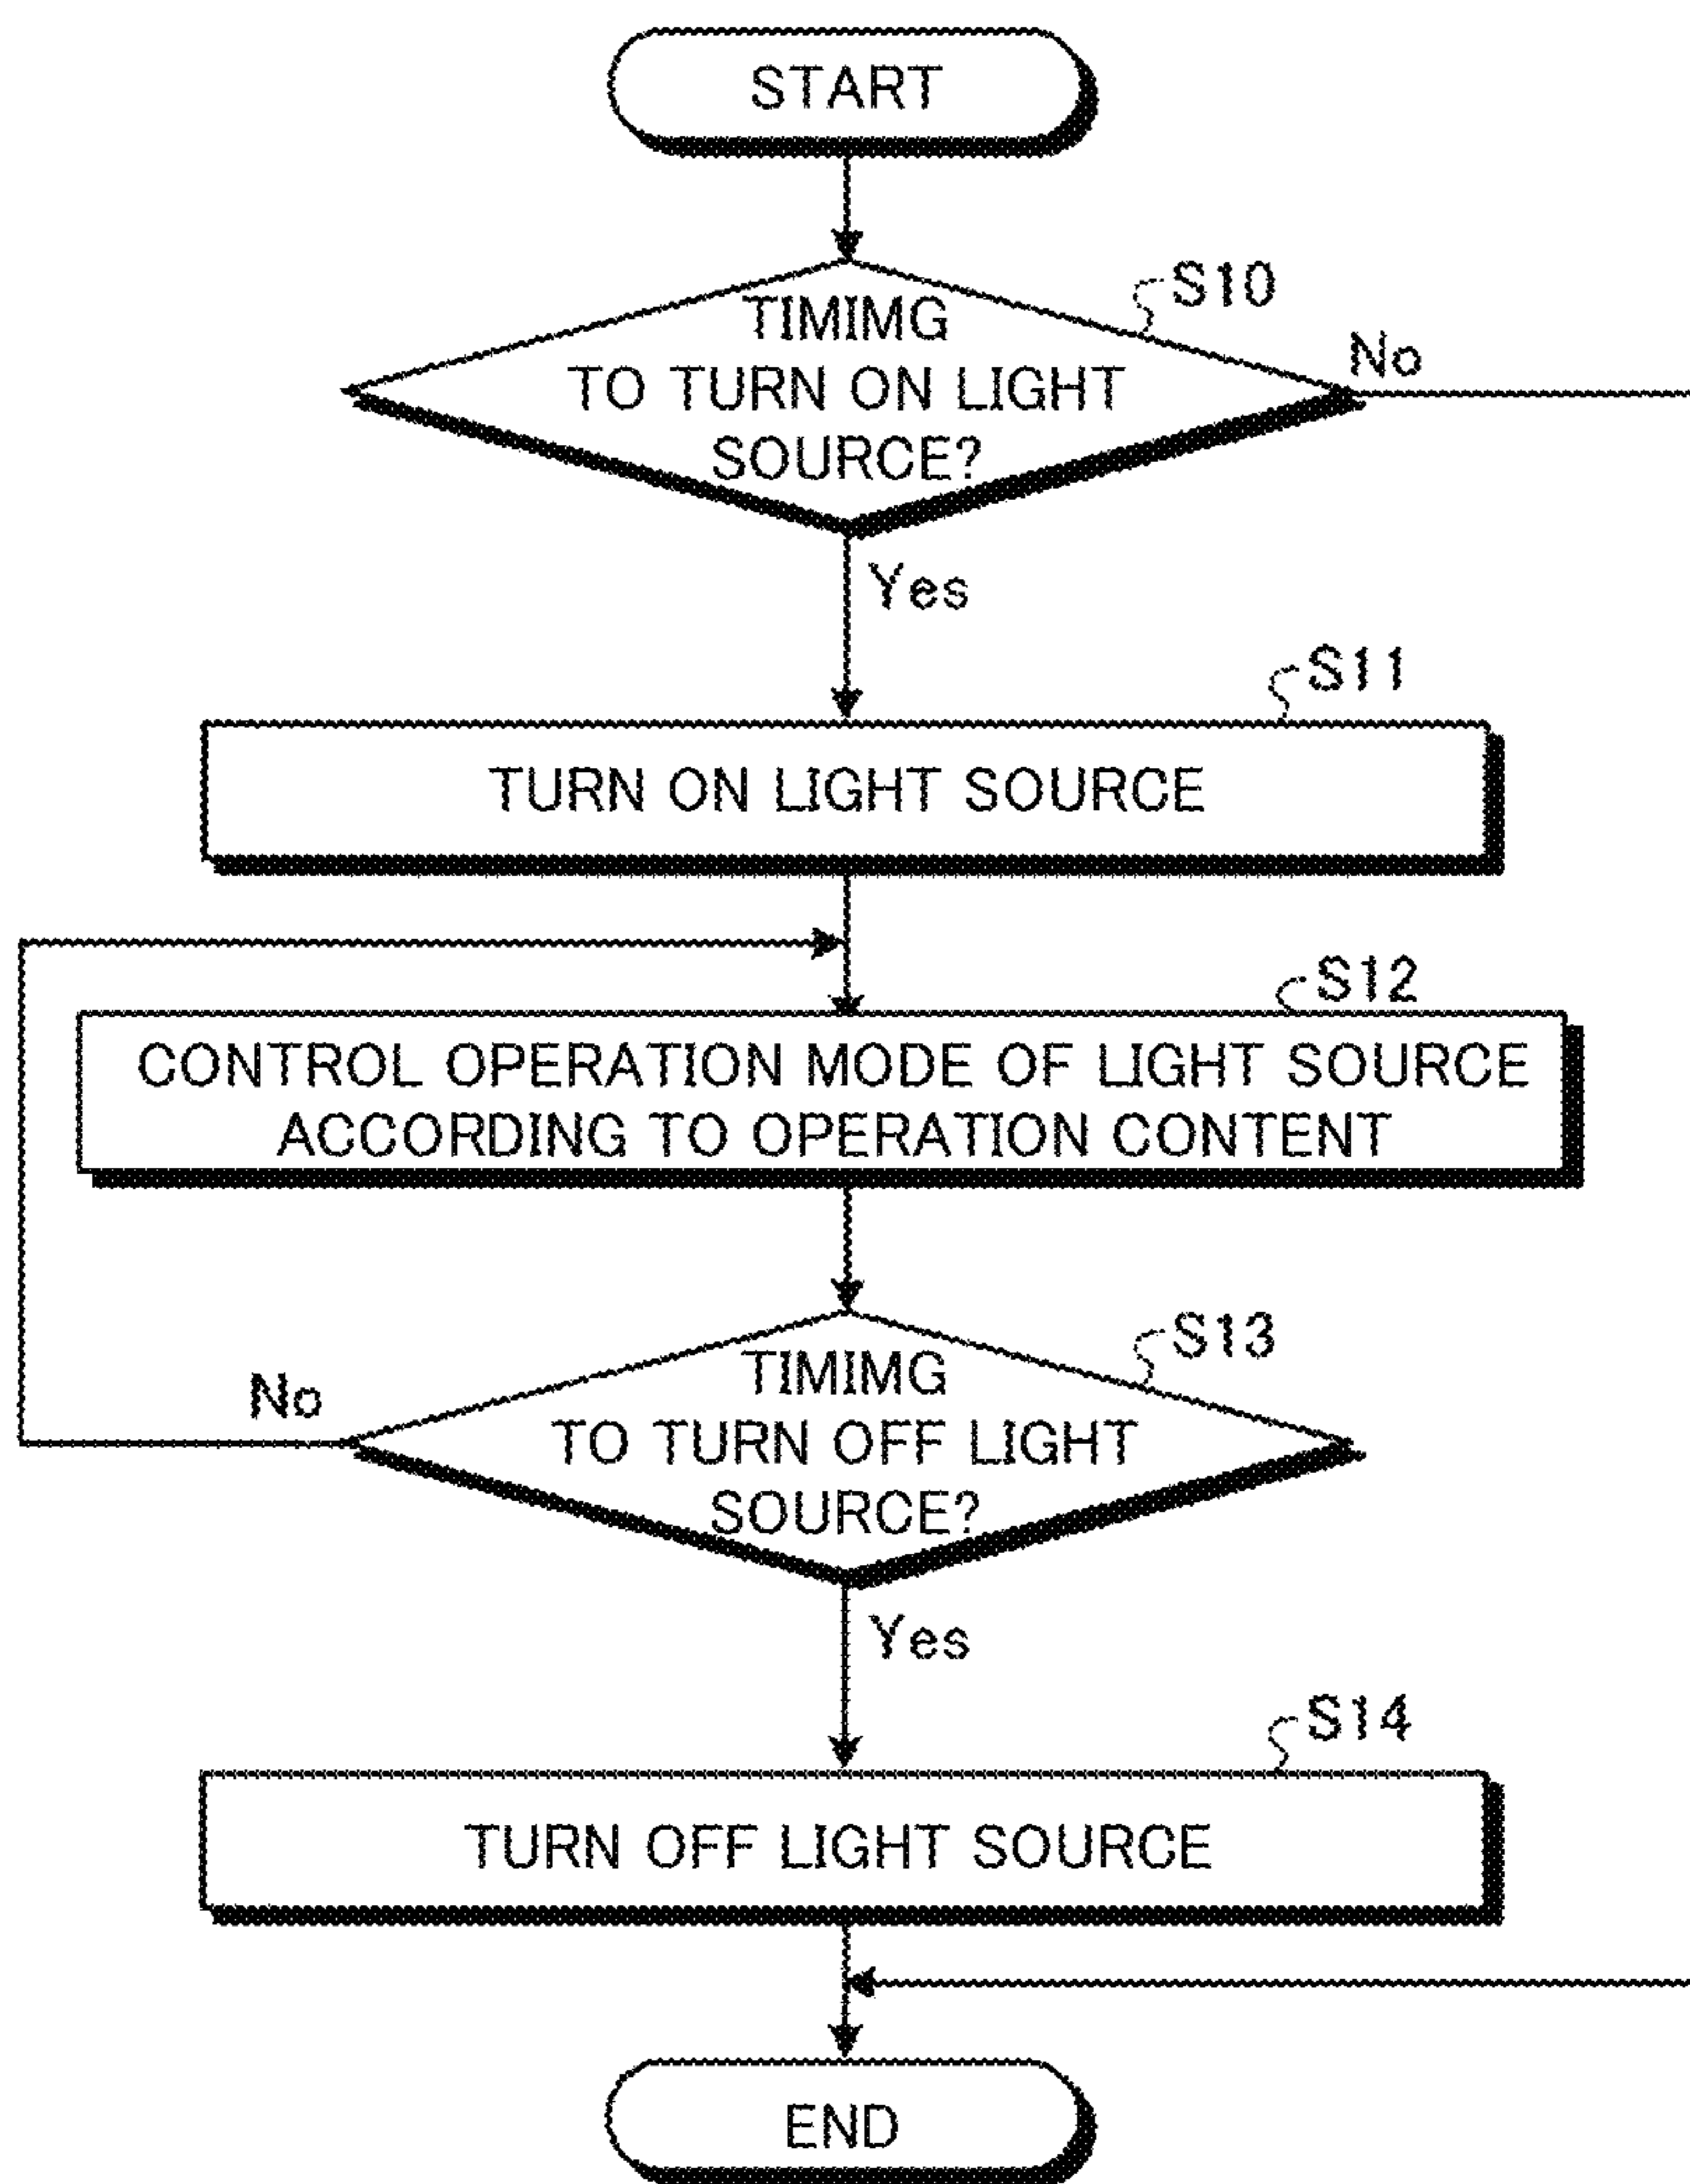 START
S10
TIMIMG
TO TURN ON LIGHT
SOURCE?
No
Yes
S11
TURN ON LIGHT SOURCE
S12
CONTROL OPERATION MODE OF LIGHT SOURCE
ACCORDING TO OPERATION CONTENT
S13
TIMIMG
TO TURN OFF LIGHT
SOURCE?
No
Yes
S14
TURN OFF LIGHT SOURCE
END